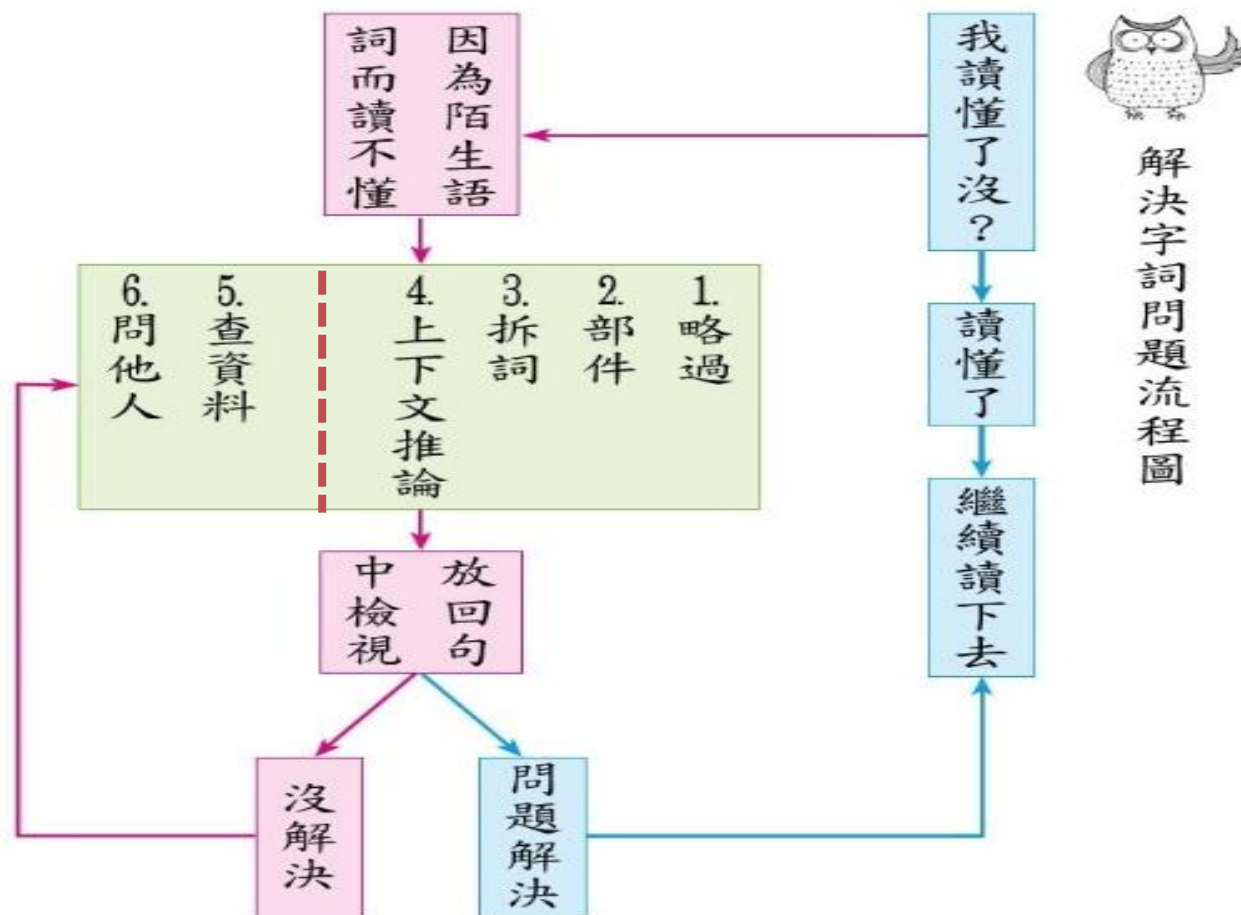 解決字詞問題流程圖
我讀懂了沒？
讀懂了
繼續讀下去
因為陌生語
詞而讀不懂
1.略過
2.部件
3.拆詞
4.上下文推論
5.查資料
6.問他人
放回句
中檢視
問題解決
沒解決